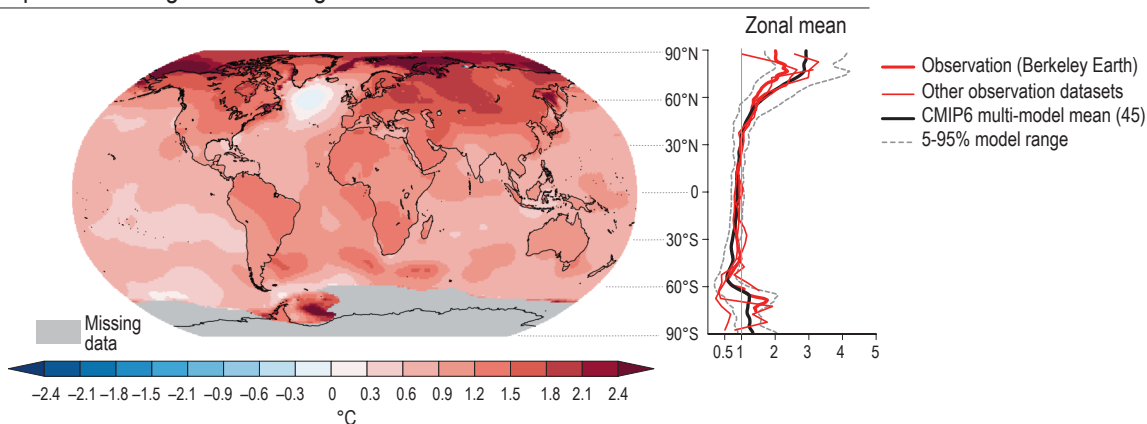 Zonal mean
90°N
60°N
30°N
0
30°S
60°S
90°S
0.5 1 2 3 4 5
Observation (Berkeley Earth)
Other observation datasets
CMIP6 multi-model mean (45)
5-95% model range
Missing
data
–2.4 –2.1 –1.8 –1.5 –2.1 –0.9 –0.6 –0.3 0 0.3 0.6 0.9 1.2 1.5 1.8 2.1 2.4
°C